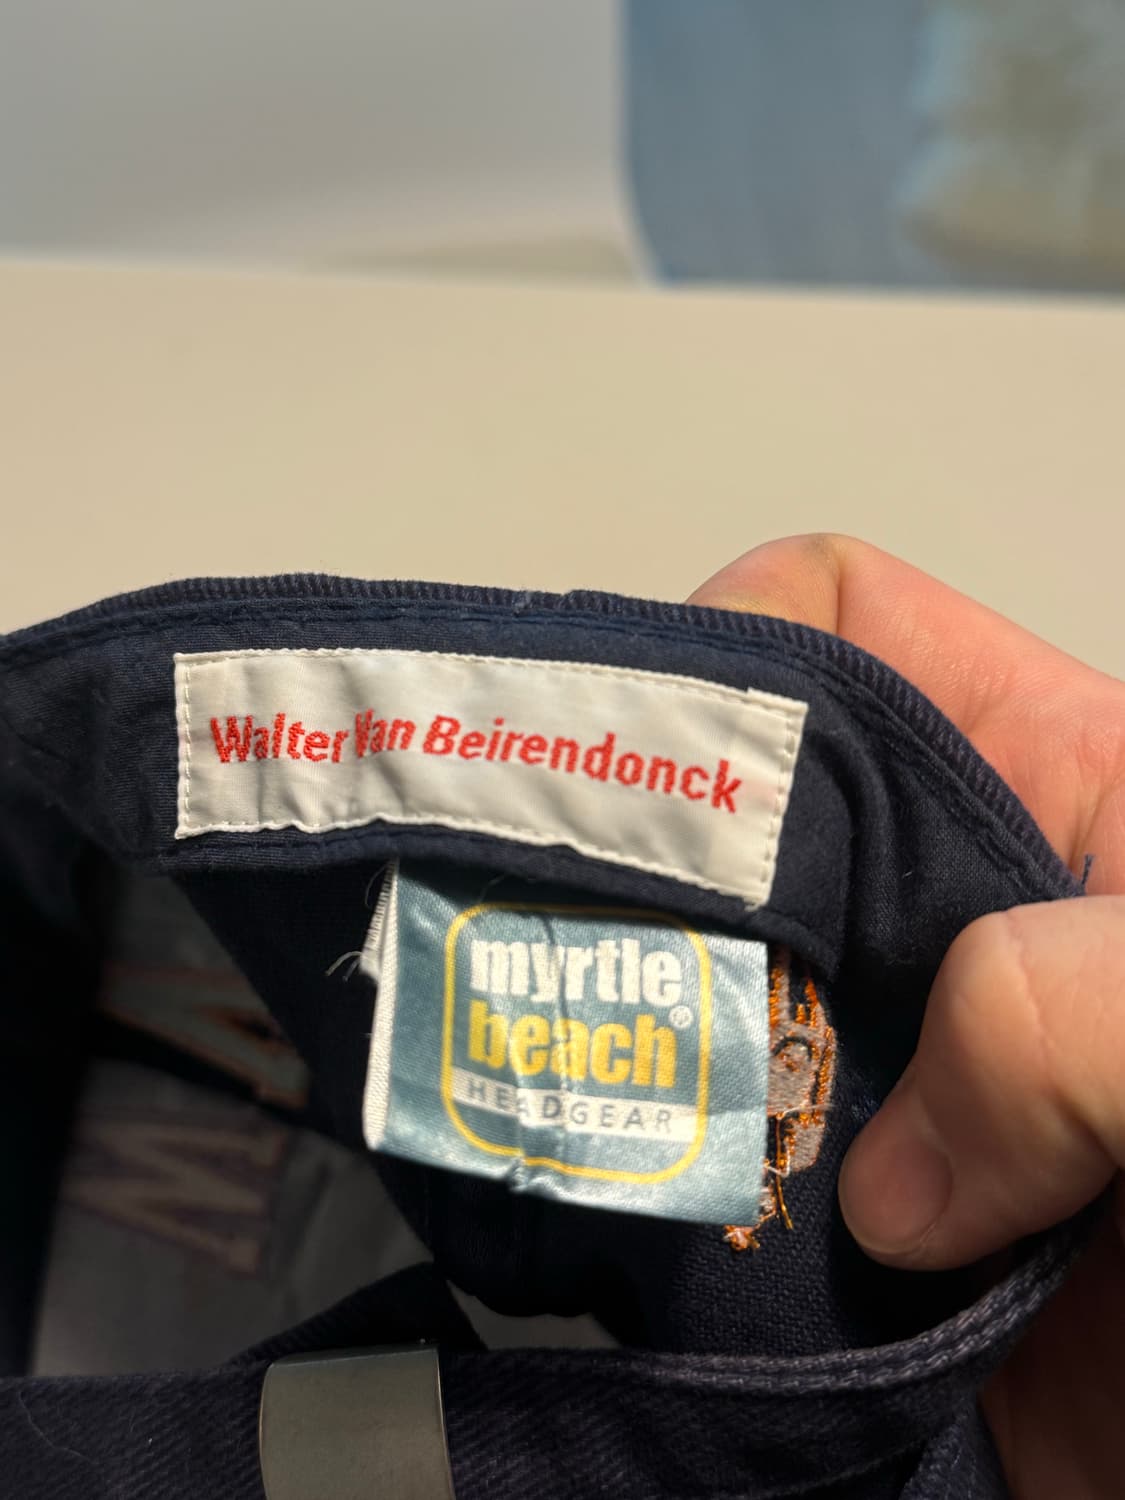 Walter Van Beirendonck
myrtle
beach®
HEADGEAR